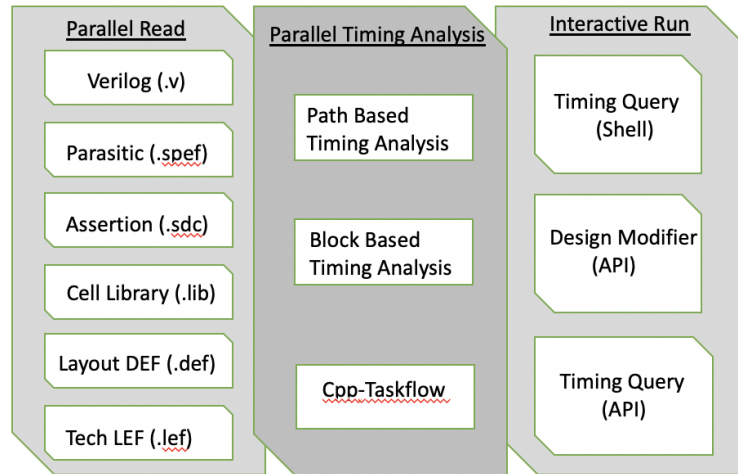 Parallel Read
Verilog (.v)
Parasitic (.spef)
Assertion (.sdc)
Cell Library (.lib)
Layout DEF (.def)
Tech LEF (.lef)
Parallel Timing Analysis
Path Based
Timing Analysis
Block Based
Timing Analysis
Cpp-Taskflow
Interactive Run
Timing Query
(Shell)
Design Modifier
(API)
Timing Query
(API)